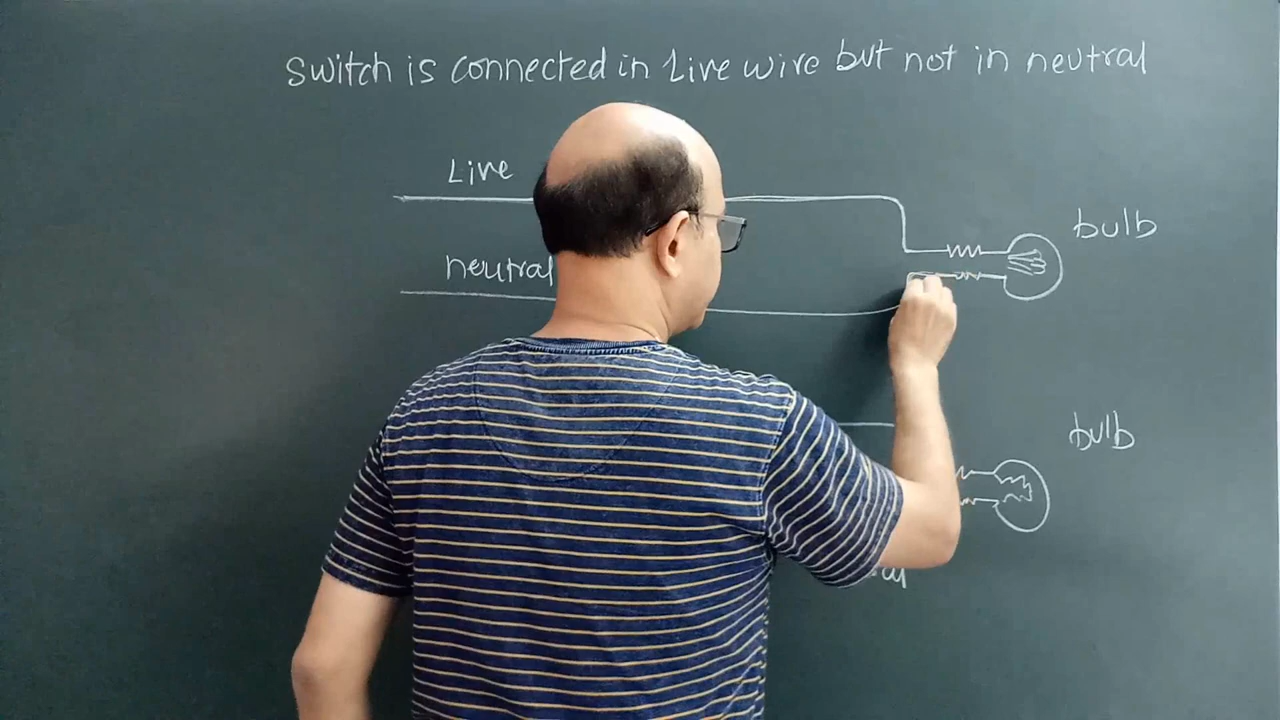 Switch is connected in Live wire but not in neutral
Live
bulb
neutral
bulb